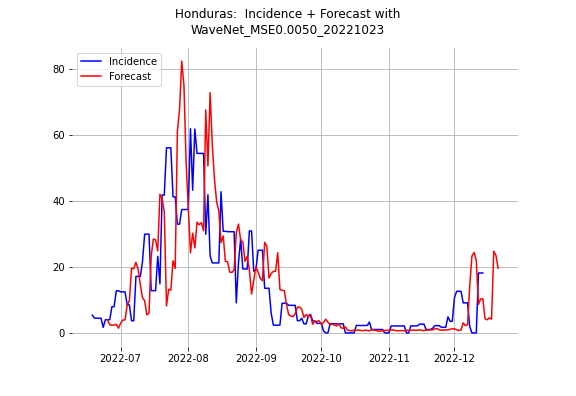 Honduras:  Incidence + Forecast with
WaveNet_MSE0.0050_20221023
Incidence
Forecast
80
60
40
20
0
2022-07 2022-08 2022-09 2022-10 2022-11 2022-12